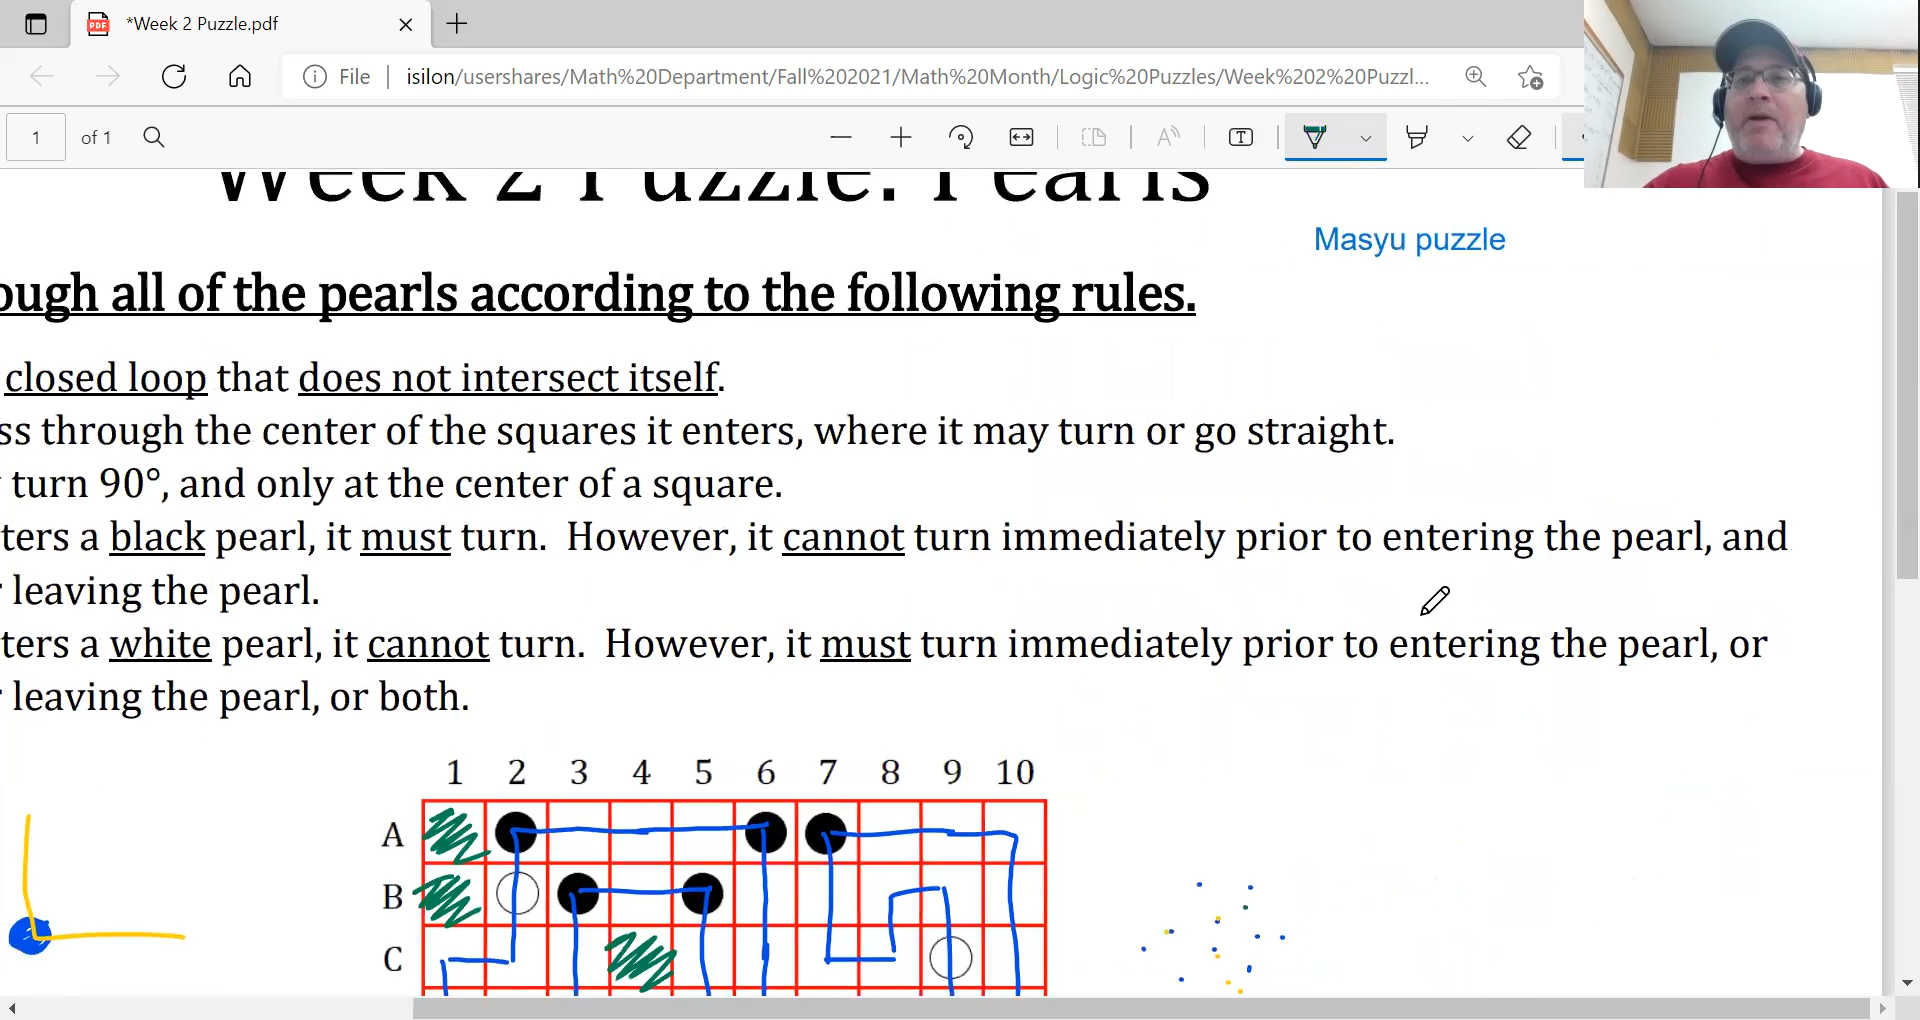 *Week 2 Puzzle.pdf
File | isilon/usershares/Math%20Department/Fall%202021/Math%20Month/Logic%20Puzzles/Week%202%20Puzzl...
1 of 1
Week 2 Puzzle: Pearls
Masyu puzzle
ough all of the pearls according to the following rules.
closed loop that does not intersect itself.
ss through the center of the squares it enters, where it may turn or go straight.
turn 90°, and only at the center of a square.
ters a black pearl, it must turn. However, it cannot turn immediately prior to entering the pearl, and
leaving the pearl.
ters a white pearl, it cannot turn. However, it must turn immediately prior to entering the pearl, or
leaving the pearl, or both.
1 2 3 4 5 6 7 8 9 10
A
B
C